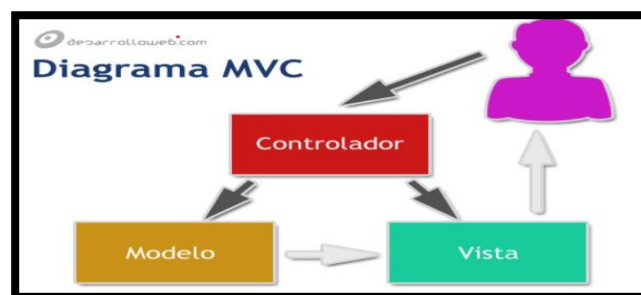 desarrolloweb.com
Diagrama MVC
Controlador
Modelo
Vista